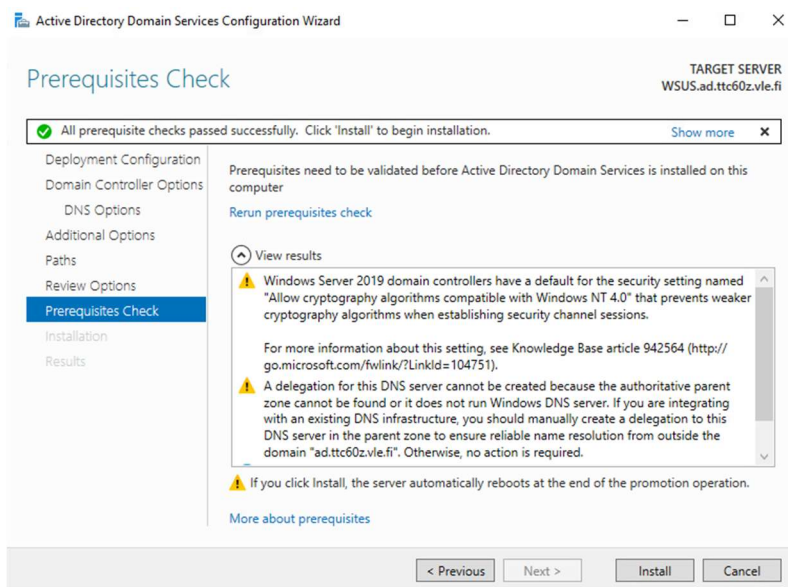 Active Directory Domain Services Configuration Wizard
Prerequisites Check
TARGET SERVER
WSUS.ad.ttc60z.vle.fi
All prerequisite checks passed successfully. Click 'Install' to begin installation.
Show more
Deployment Configuration
Domain Controller Options
DNS Options
Additional Options
Paths
Review Options
Prerequisites Check
Installation
Results
Prerequisites need to be validated before Active Directory Domain Services is installed on this
computer
Rerun prerequisites check
View results
Windows Server 2019 domain controllers have a default for the security setting named
"Allow cryptography algorithms compatible with Windows NT 4.0" that prevents weaker
cryptography algorithms when establishing security channel sessions.
For more information about this setting, see Knowledge Base article 942564 (http://
go.microsoft.com/fwlink/?LinkId=104751).
A delegation for this DNS server cannot be created because the authoritative parent
zone cannot be found or it does not run Windows DNS server. If you are integrating
with an existing DNS infrastructure, you should manually create a delegation to this
DNS server in the parent zone to ensure reliable name resolution from outside the
domain "ad.ttc60z.vle.fi". Otherwise, no action is required.
If you click Install, the server automatically reboots at the end of the promotion operation.
More about prerequisites
< Previous
Next >
Install
Cancel